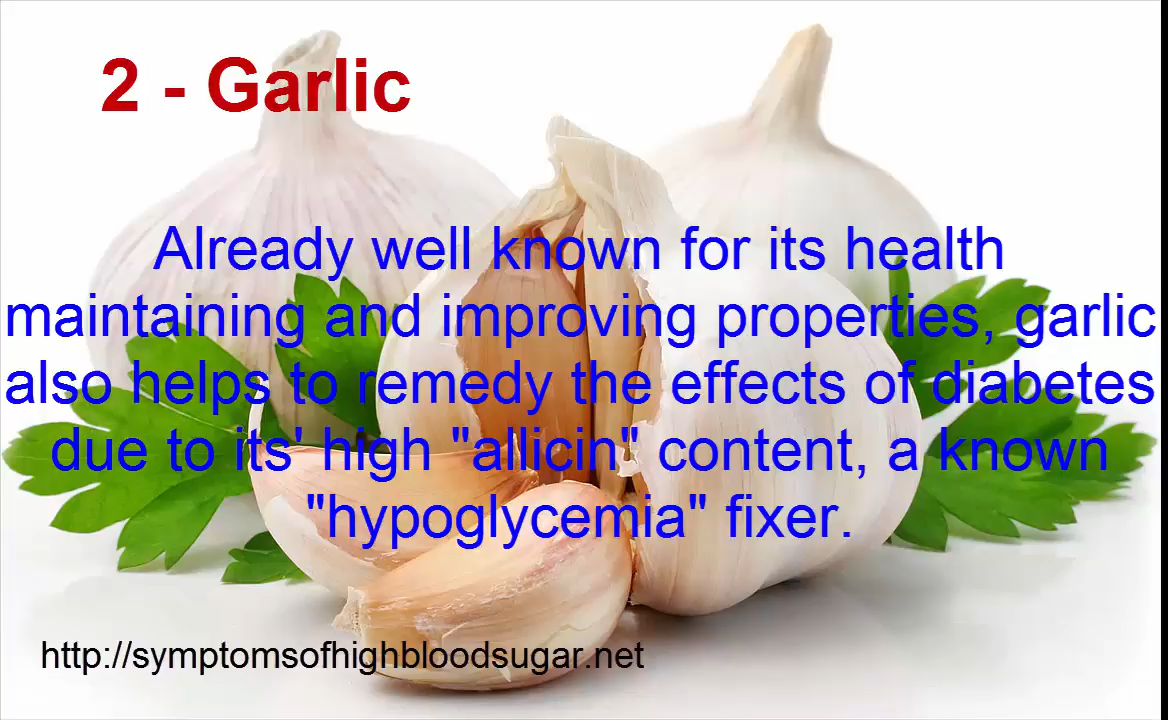 2 - Garlic
Already well known for its health
maintaining and improving properties, garlic
also helps to remedy the effects of diabetes
due to its' high "allicin" content, a known
"hypoglycemia" fixer.
http://symptomsofhighbloodsugar.net